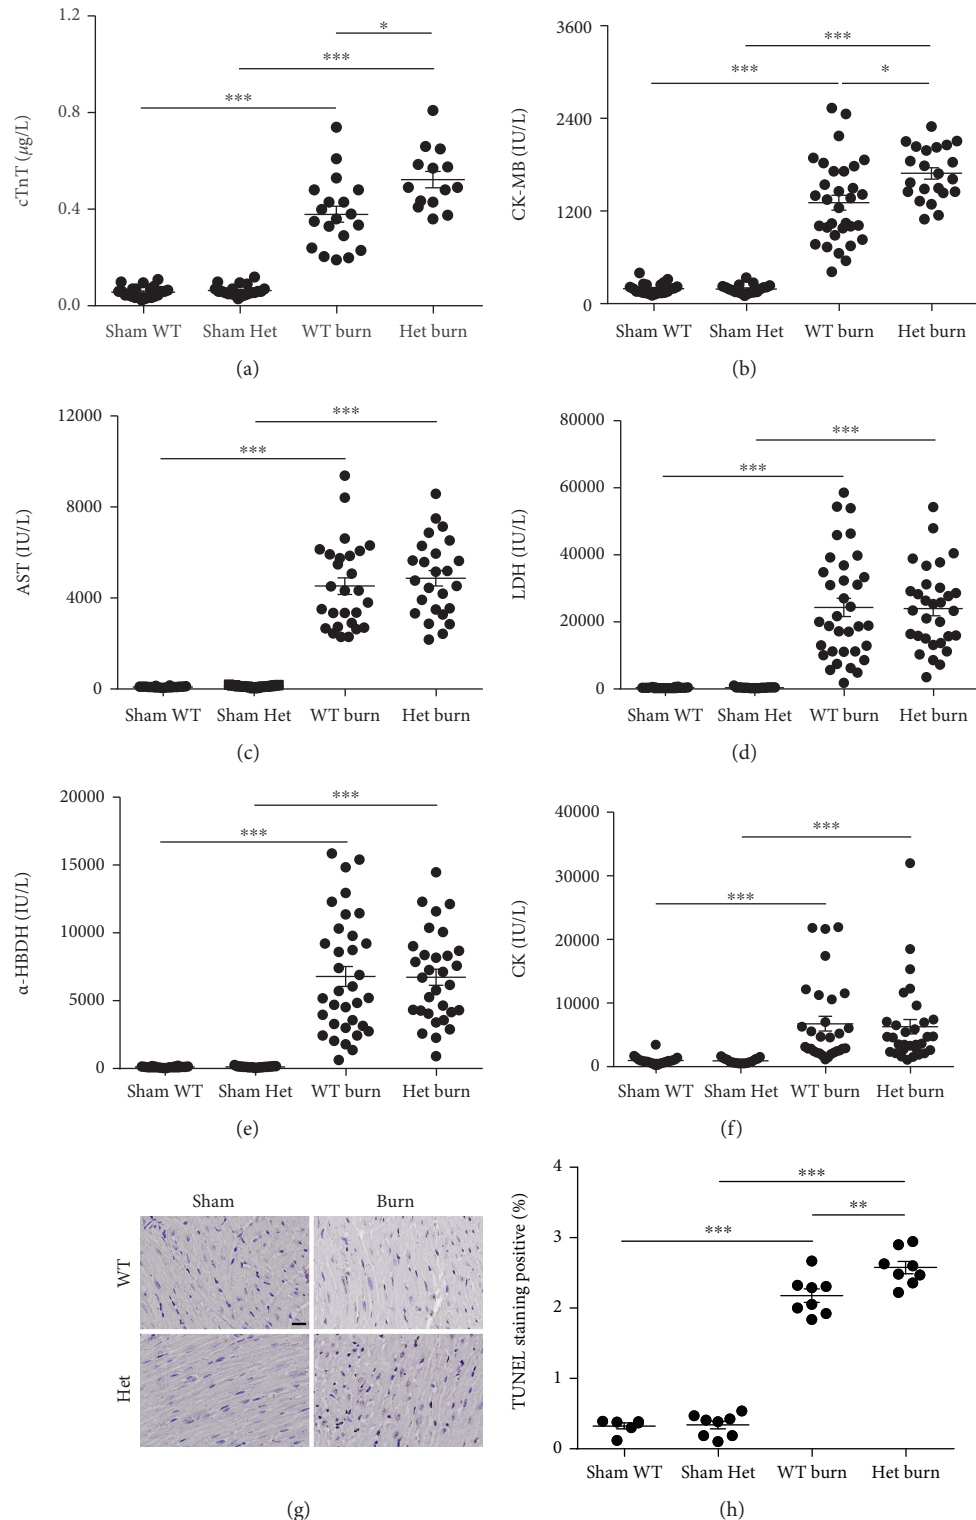 cTnT (μg/L)
1.2
0.8
0.4
0.0
*
***
***
Sham WT Sham Het WT burn Het burn
(a)
CK-MB (IU/L)
3600
2400
1200
0
***
*** *
Sham WT Sham Het WT burn Het burn
(b)
AST (IU/L)
12000
8000
4000
0
***
***
Sham WT Sham Het WT burn Het burn
(c)
LDH (IU/L)
80000
60000
40000
20000
0
***
***
Sham WT Sham Het WT burn Het burn
(d)
α-HBDH (IU/L)
20000
15000
10000
5000
0
***
***
Sham WT Sham Het WT burn Het burn
(e)
CK (IU/L)
40000
30000
20000
10000
0
***
***
Sham WT Sham Het WT burn Het burn
(f)
Sham Burn
WT
Het
(g)
TUNEL staining positive (%)
4
3
2
1
0
***
**
***
Sham WT Sham Het WT burn Het burn
(h)